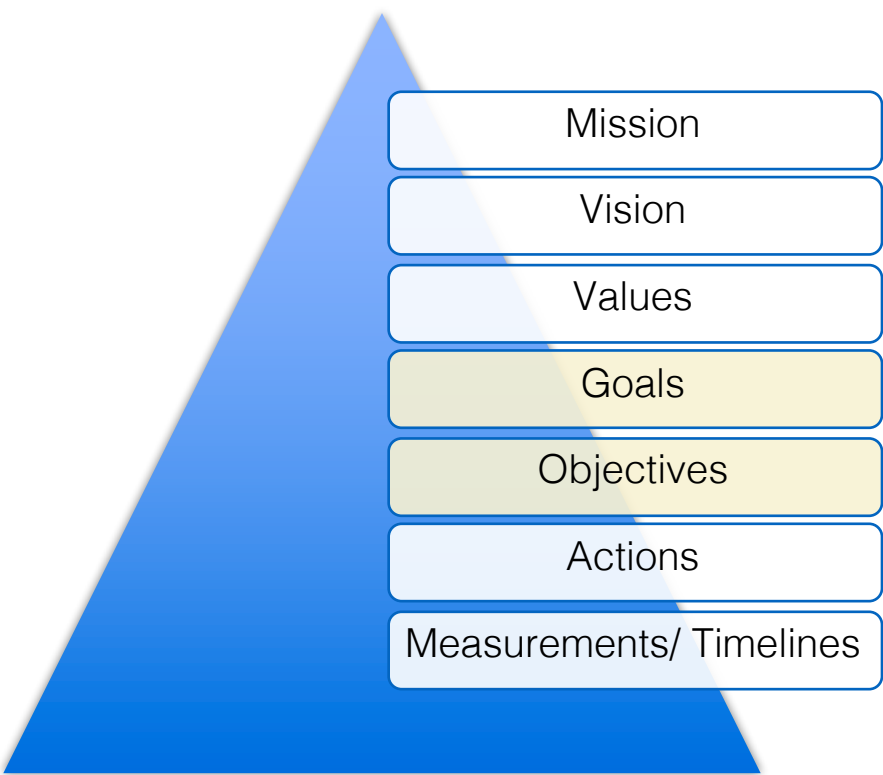 Mission
Vision
Values
Goals
Objectives
Actions
Measurements/ Timelines